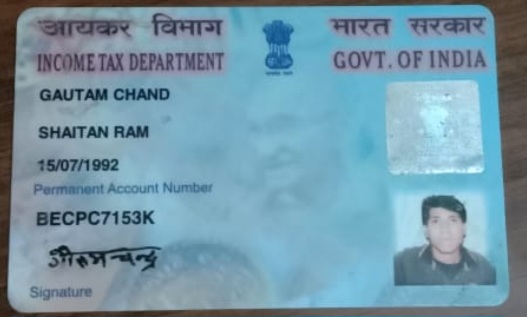 आयकर विभाग
भारत सरकार
INCOME TAX DEPARTMENT
GOVT. OF INDIA
GAUTAM CHAND
SHAITAN RAM
15/07/1992
Permanent Account Number
BECPC7153K
Signature